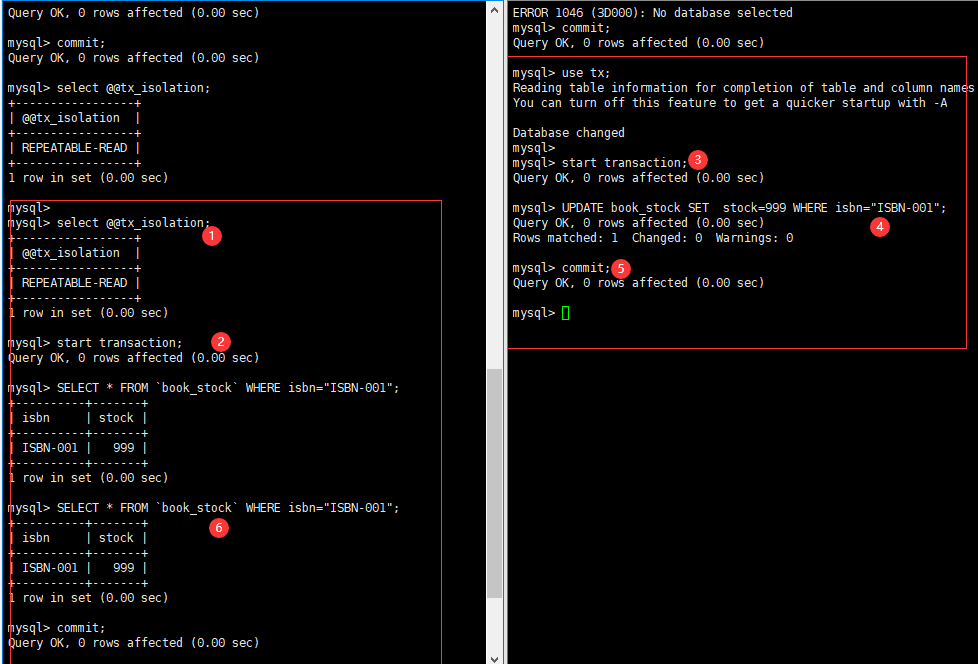 Query OK, 0 rows affected (0.00 sec)
mysql> commit;
Query OK, 0 rows affected (0.00 sec)
mysql> select @@tx_isolation;
+----------------+
| @@tx_isolation  |
+----------------+
| REPEATABLE-READ |
+----------------+
1 row in set (0.00 sec)
mysql>
mysql> select @@tx_isolation;
1
+----------------+
| @@tx_isolation  |
+----------------+
| REPEATABLE-READ |
+----------------+
1 row in set (0.00 sec)
mysql> start transaction;
2
Query OK, 0 rows affected (0.00 sec)
mysql> SELECT * FROM `book_stock` WHERE isbn="ISBN-001";
+----------+-------+
| isbn     | stock |
+----------+-------+
| ISBN-001 |   999 |
+----------+-------+
1 row in set (0.00 sec)
mysql> SELECT * FROM `book_stock` WHERE isbn="ISBN-001";
6
+----------+-------+
| isbn     | stock |
+----------+-------+
| ISBN-001 |   999 |
+----------+-------+
1 row in set (0.00 sec)
mysql> commit;
Query OK, 0 rows affected (0.00 sec)
ERROR 1046 (3D000): No database selected
mysql> commit;
Query OK, 0 rows affected (0.00 sec)
mysql> use tx;
Reading table information for completion of table and column names
You can turn off this feature to get a quicker startup with -A
Database changed
mysql>
mysql> start transaction; 3
Query OK, 0 rows affected (0.00 sec)
mysql> UPDATE book_stock SET  stock=999 WHERE isbn="ISBN-001";
Query OK, 0 rows affected (0.00 sec) 4
Rows matched: 1  Changed: 0  Warnings: 0
mysql> commit; 5
Query OK, 0 rows affected (0.00 sec)
mysql>